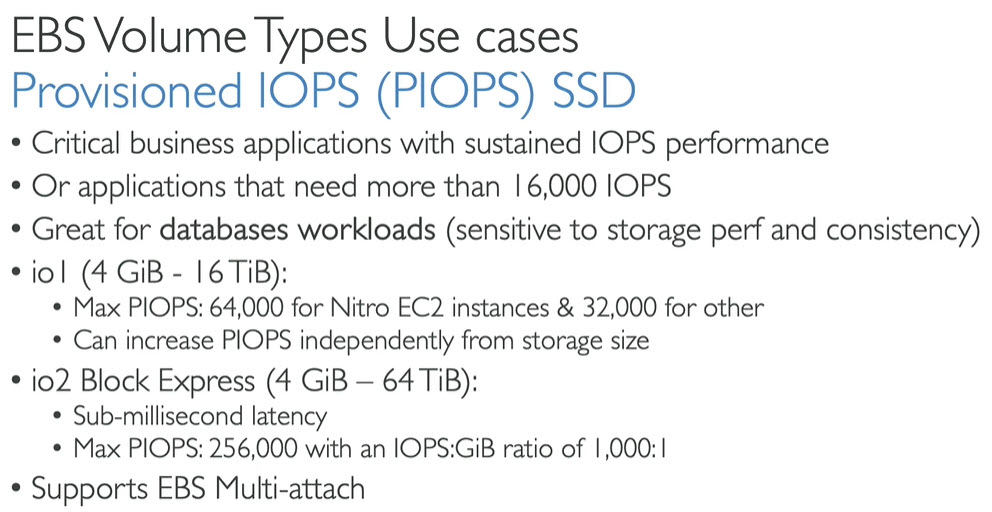 EBS Volume Types Use cases
Provisioned IOPS (PIOPS) SSD
• Critical business applications with sustained IOPS performance
• Or applications that need more than 16,000 IOPS
• Great for databases workloads (sensitive to storage perf and consistency)
• io1 (4 GiB - 16 TiB):
• Max PIOPS: 64,000 for Nitro EC2 instances & 32,000 for other
• Can increase PIOPS independently from storage size
• io2 Block Express (4 GiB – 64 TiB):
• Sub-millisecond latency
• Max PIOPS: 256,000 with an IOPS:GiB ratio of 1,000:1
• Supports EBS Multi-attach